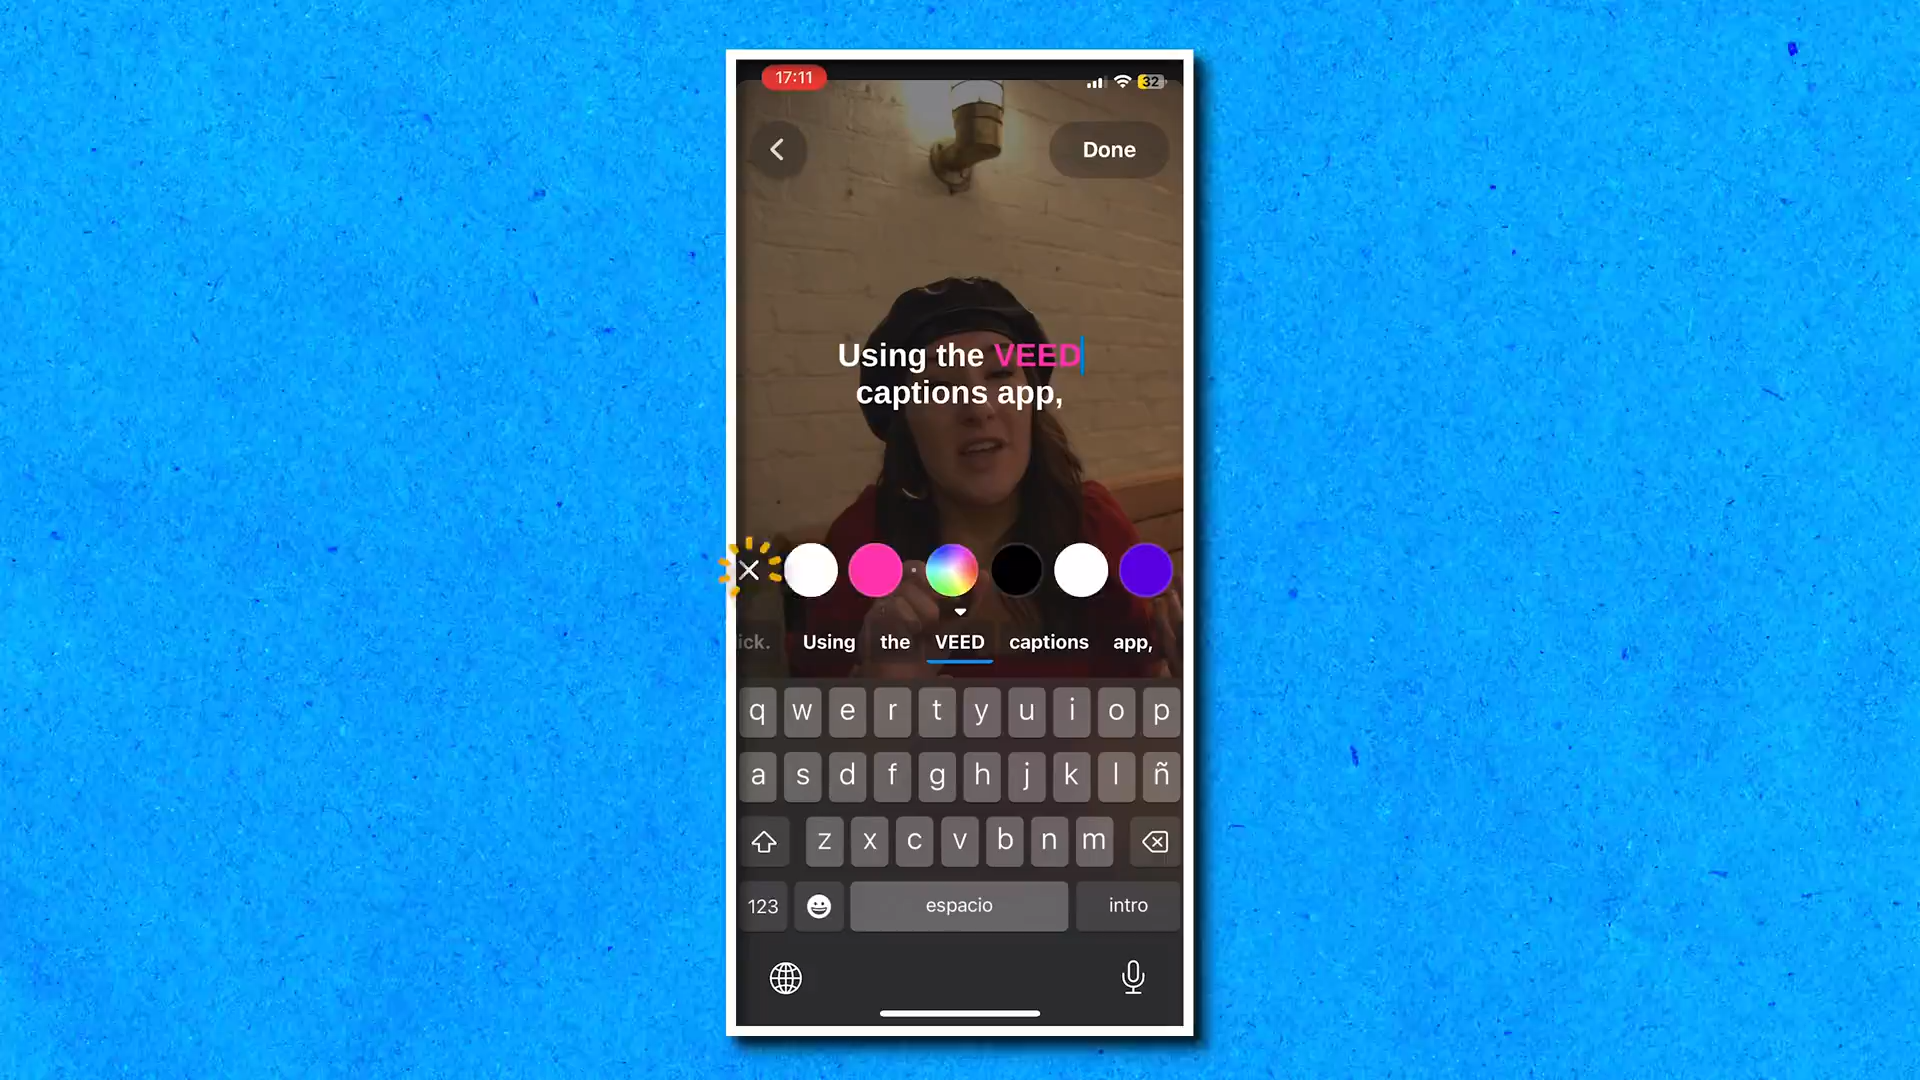 17:11
32
Done
Using the VEED
captions app,
ick. Using the VEED captions app,
q w e r t y u i o p
a s d f g h j k l ñ
z x c v b n m
123 espacio intro